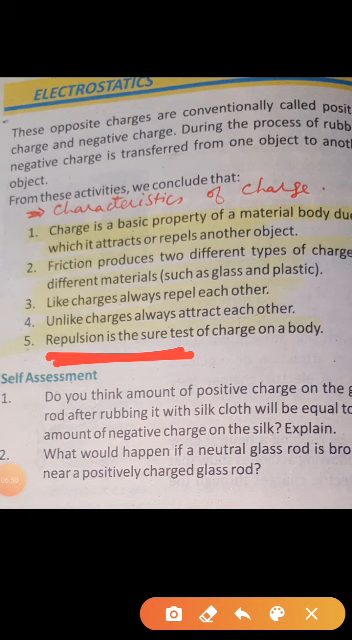 ELECTROSTATICS
These opposite charges are conventionally called posit
charge and negative charge. During the process of rubb
negative charge is transferred from one object to anot
object.
From these activities, we conclude that:
Characteristics of charge.
1. Charge is a basic property of a material body due
which it attracts or repels another object.
2. Friction produces two different types of charge
different materials (such as glass and plastic).
3. Like charges always repel each other.
4. Unlike charges always attract each other.
5. Repulsion is the sure test of charge on a body.
Self Assessment
1. Do you think amount of positive charge on the g
rod after rubbing it with silk cloth will be equal to
amount of negative charge on the silk? Explain.
2. What would happen if a neutral glass rod is bro
near a positively charged glass rod?